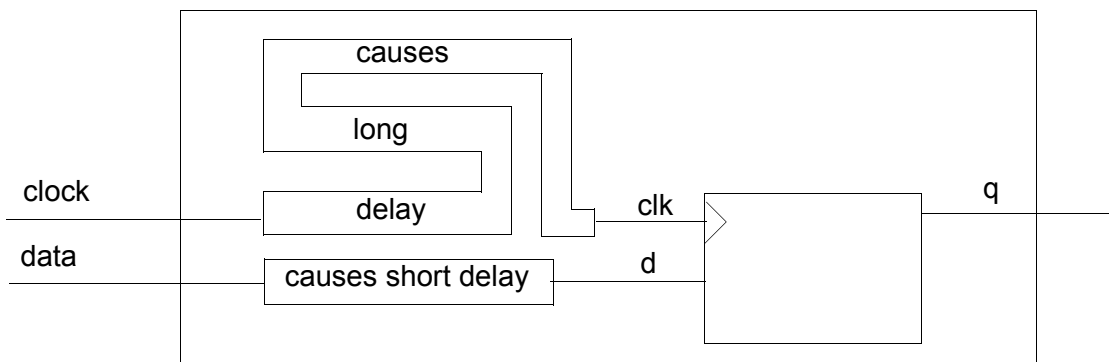 causes
long
delay
clock
clk
q
data
causes short delay
d